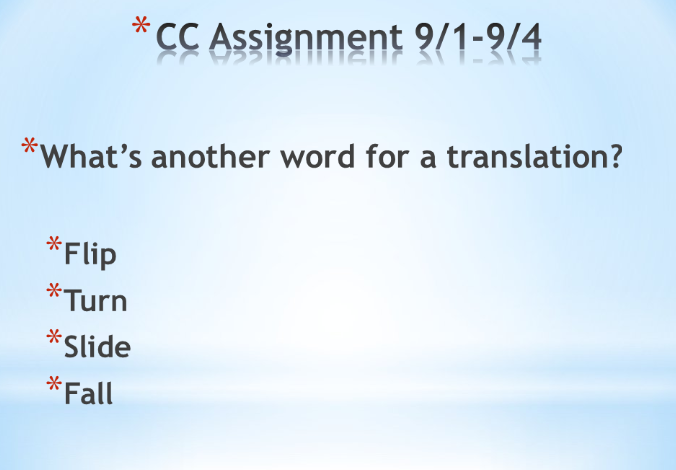 * CC Assignment 9/1-9/4
*What’s another word for a translation?
*Flip
*Turn
*Slide
*Fall